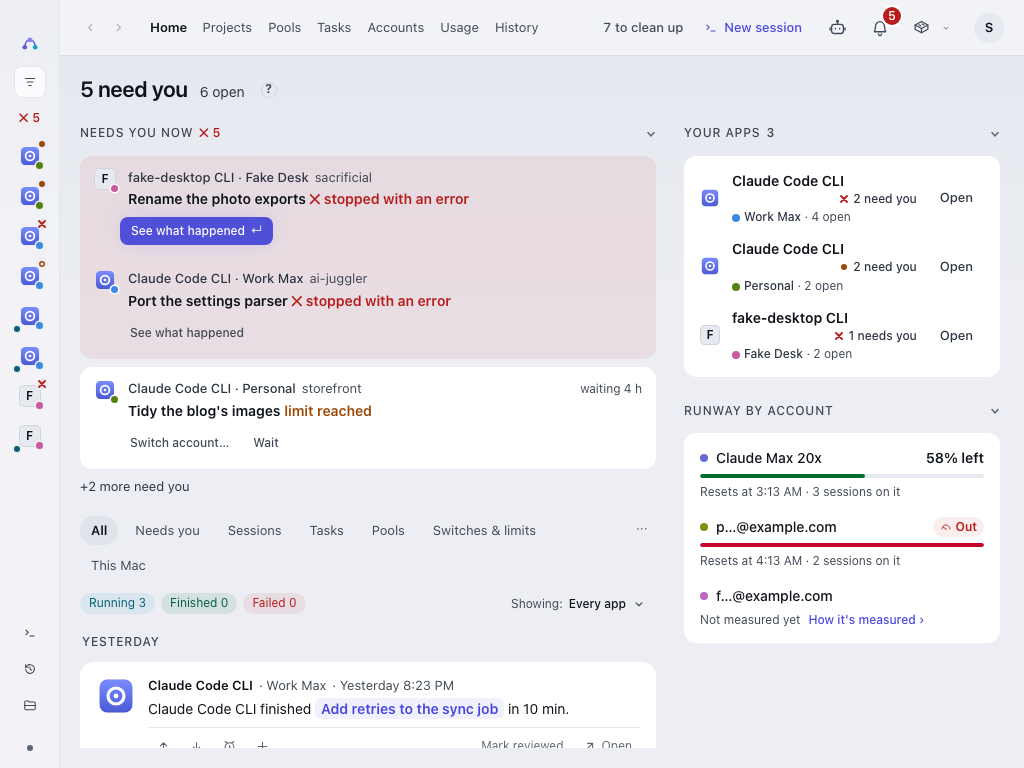 Home Projects Pools Tasks Accounts Usage History 7 to clean up New session 5 S
5 need you 6 open ?
5
NEEDS YOU NOW 5
F fake-desktop CLI · Fake Desk sacrificial
Rename the photo exports stopped with an error
See what happened
Claude Code CLI · Work Max ai-juggler
Port the settings parser stopped with an error
See what happened
Claude Code CLI · Personal storefront waiting 4 h
Tidy the blog's images limit reached
Switch account... Wait
+2 more need you
All Needs you Sessions Tasks Pools Switches & limits ...
This Mac
Running 3 Finished 0 Failed 0 Showing: Every app
YESTERDAY
Claude Code CLI · Work Max · Yesterday 8:23 PM
Claude Code CLI finished Add retries to the sync job in 10 min.
Mark reviewed Open
YOUR APPS 3
Claude Code CLI
2 need you Open
Work Max · 4 open
Claude Code CLI
2 need you Open
Personal · 2 open
fake-desktop CLI
F 1 needs you Open
Fake Desk · 2 open
RUNWAY BY ACCOUNT
Claude Max 20x 58% left
Resets at 3:13 AM · 3 sessions on it
p...@example.com Out
Resets at 4:13 AM · 2 sessions on it
f...@example.com
Not measured yet How it's measured ›
F
F